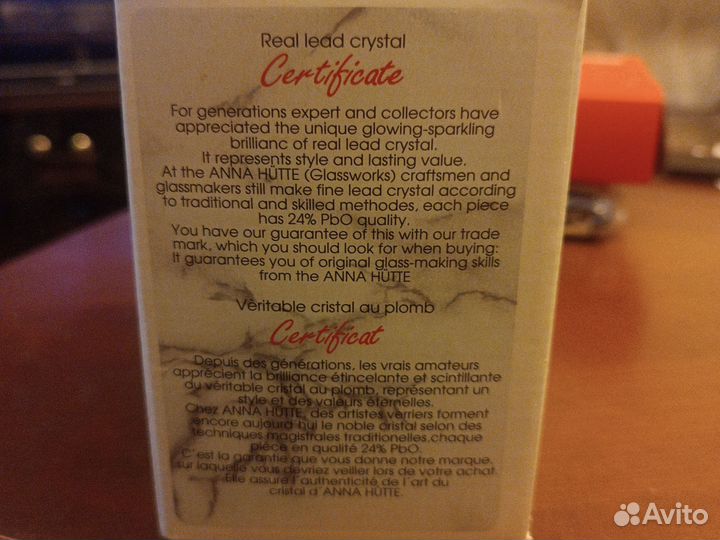 Real lead crystal
Certificate
For generations expert and collectors have
appreciated the unique glowing-sparkling
brillianc of real lead crystal.
It represents style and lasting value.
At the ANNA HÜTTE (Glassworks) craftsmen and
glassmakers still make fine lead crystal according
to traditional and skilled methodes, each piece
has 24% PbO quality.
You have our guarantee of this with our trade
mark, which you should look for when buying:
It guarantees you of original glass-making skills
from the ANNA HÜTTE
Vèritable cristal au plomb
Certificat
Depuis des générations, les vrais amateurs
apprécient la brilliance étincelante et scintillante
du véritable cristal au plomb, représentant un
style et des valeurs éternelles.
Chez ANNA HÜTTE, des artistes verriers forment
encore aujourd´hui le noble cristal selon des
techniques magistrales traditionelles,chaque
pièce en qualité 24% PbO.
C´est la garantie que vous donne notre marque,
sur laquelle vous devriez veiller lors de votre achat.
Elle assure l´authenticité de l´art du
cristal d´ANNA HÜTTE.
Avito